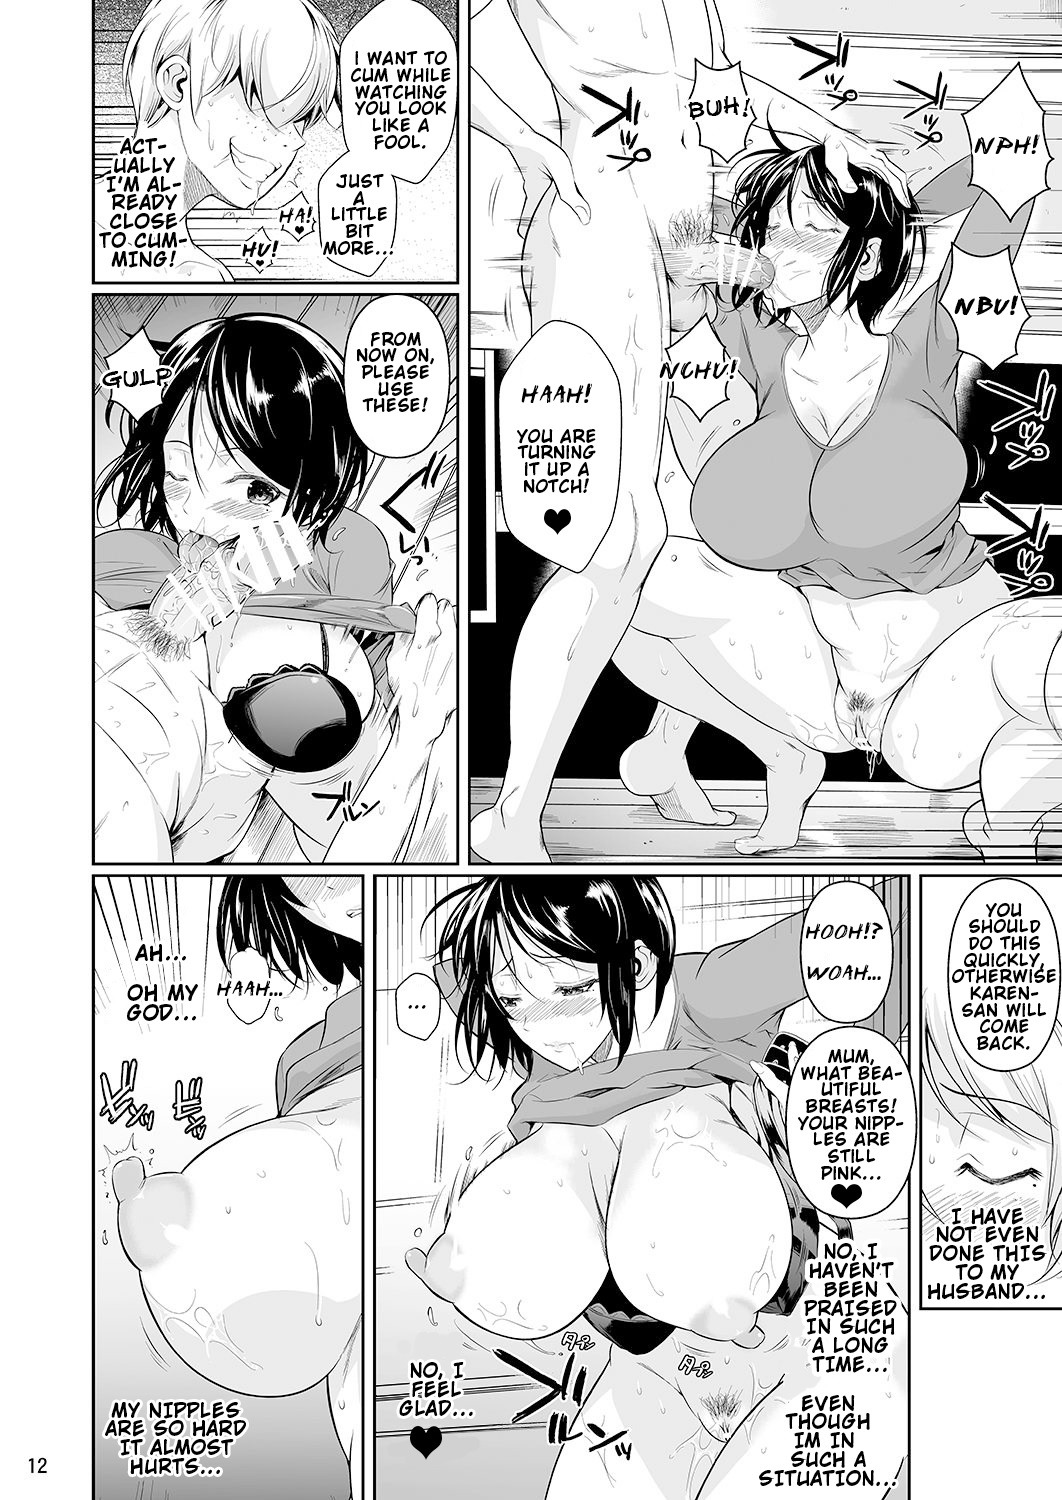 BUH!
NPH!
NBU!
NCHU!
HAAH!
YOU ARE
TURNING
IT UP A
NOTCH!
♥
I WANT TO
CUM WHILE
WATCHING
YOU LOOK
LIKE A
FOOL.
JUST
A
LITTLE
BIT
MORE...
HA!
♥
HU!
♥
ACT-
UALLY
I'M AL-
READY
CLOSE
TO CUM-
MING!
FROM
NOW ON,
PLEASE
USE
THESE!
GULP
ブルン
YOU
SHOULD
DO THIS
QUICKLY,
OTHERWISE
KAREN-
SAN WILL
COME
BACK.
I HAVE
NOT EVEN
DONE THIS
TO MY
HUSBAND...
HOOH!?
WOAH...
MUM,
WHAT BEA-
UTIFUL
BREASTS!
YOUR NIPP-
LES ARE
STILL
PINK...
♥
...
NO, I
HAVEN'T
BEEN
PRAISED
IN SUCH
A LONG
TIME...
EVEN
THOUGH
IM IN
SUCH A
SITUATION...
NO, I
FEEL
GLAD...
♥
AH...
OH MY
GOD...
HAAH...
MY NIPPLES
ARE SO HARD
IT ALMOST
HURTS...
12